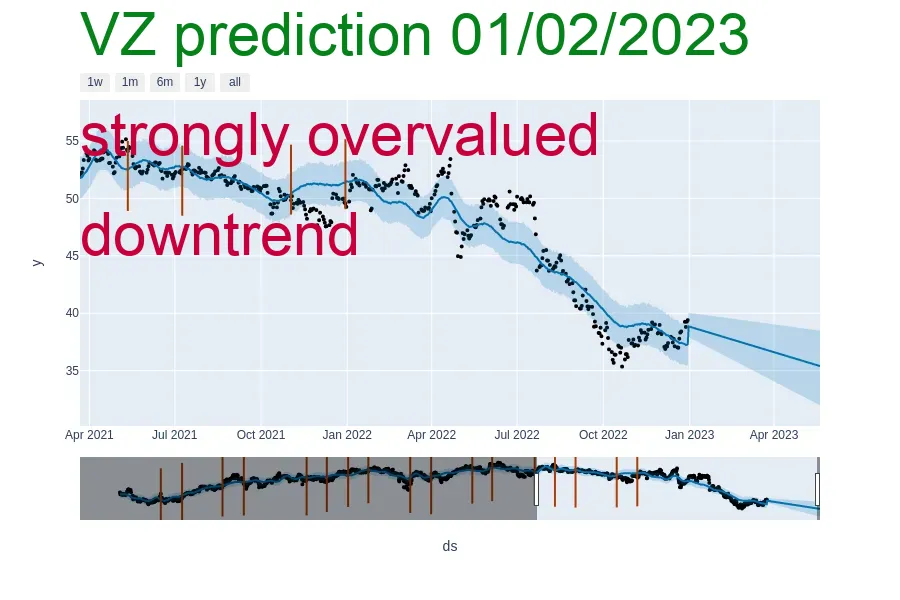 VZ prediction 01/02/2023
1w 1m 6m 1y all
strongly overvalued
downtrend
55
50
45
40
35
y
Apr 2021 Jul 2021 Oct 2021 Jan 2022 Apr 2022 Jul 2022 Oct 2022 Jan 2023 Apr 2023
ds